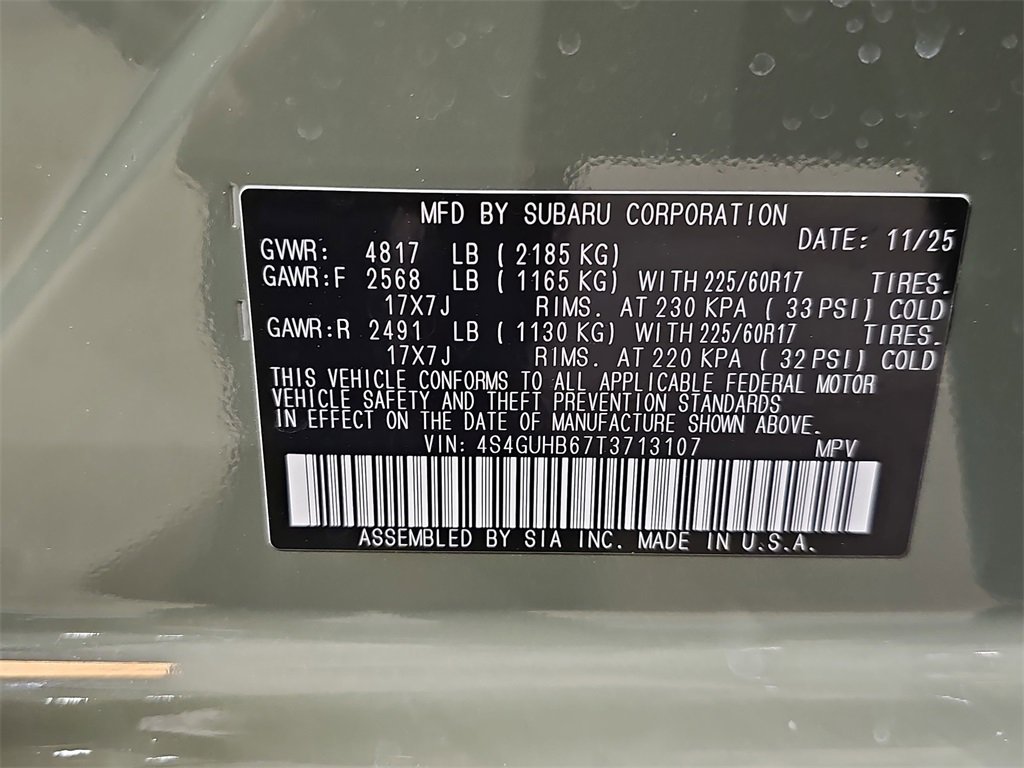 MFD BY SUBARU CORPORATION
DATE: 11/25
GVWR: 4817 LB ( 2185 KG)
GAWR:F 2568 LB ( 1165 KG) WITH 225/60R17 TIRES.
17X7J RIMS. AT 230 KPA ( 33 PSI) COLD
GAWR:R 2491 LB ( 1130 KG) WITH 225/60R17 TIRES.
17X7J RIMS. AT 220 KPA ( 32 PSI) COLD
THIS VEHICLE CONFORMS TO ALL APPLICABLE FEDERAL MOTOR
VEHICLE SAFETY AND THEFT PREVENTION STANDARDS
IN EFFECT ON THE DATE OF MANUFACTURE SHOWN ABOVE.
VIN: 4S4GUHB67T3713107 MPV
ASSEMBLED BY SIA INC. MADE IN U.S.A.